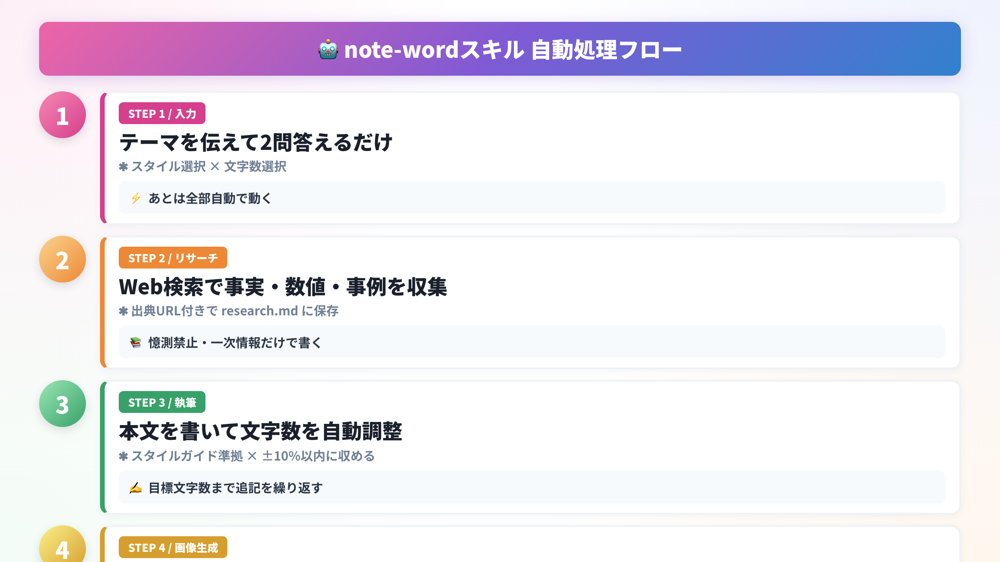 🤖 note-wordスキル 自動処理フロー
1
STEP 1 / 入力
テーマを伝えて2問答えるだけ
✱ スタイル選択 × 文字数選択
⚡ あとは全部自動で動く
2
STEP 2 / リサーチ
Web検索で事実・数値・事例を収集
✱ 出典URL付きで research.md に保存
📚 憶測禁止・一次情報だけで書く
3
STEP 3 / 執筆
本文を書いて文字数を自動調整
✱ スタイルガイド準拠 × ±10%以内に収める
✍️ 目標文字数まで追記を繰り返す
4
STEP 4 / 画像生成